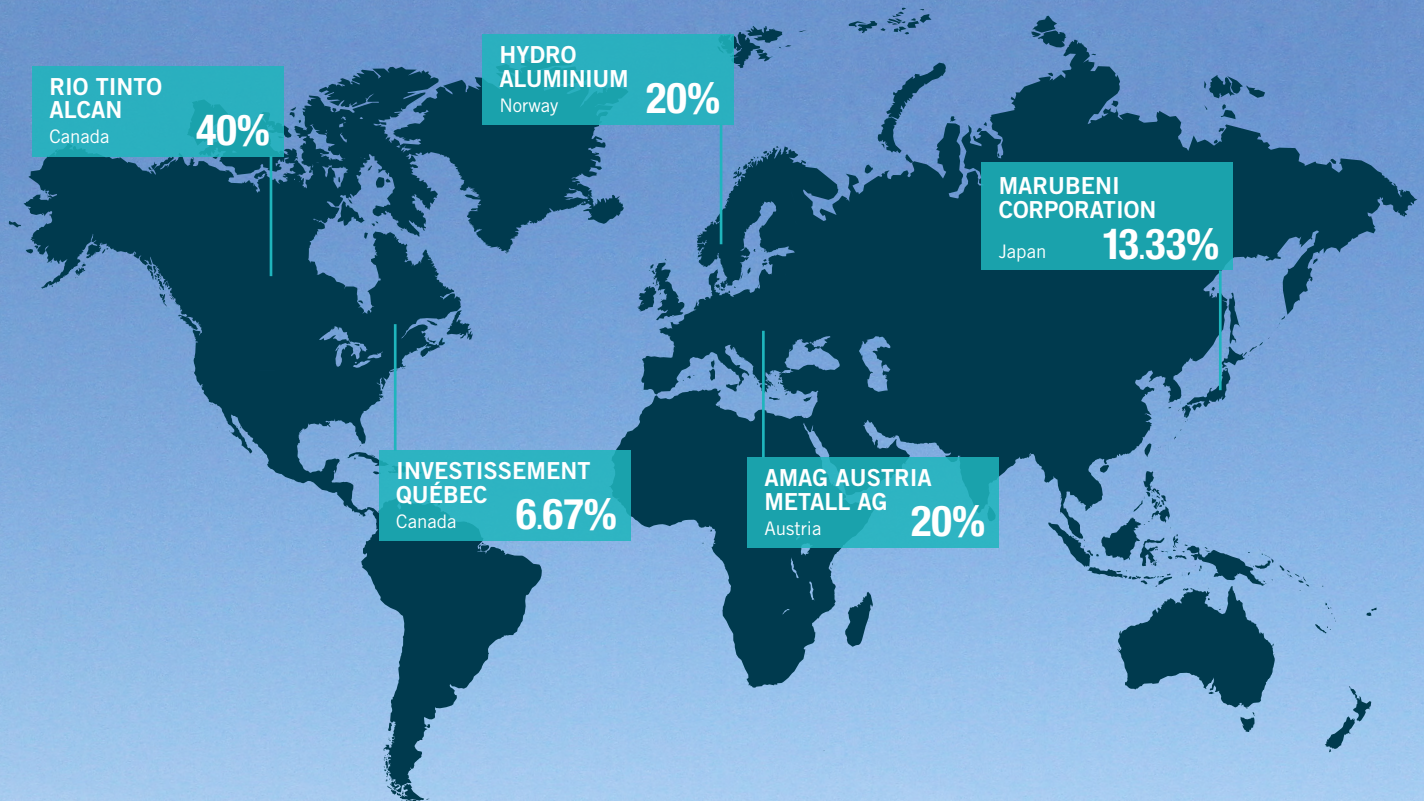 RIO TINTO
ALCAN
Canada
40%
HYDRO
ALUMINIUM
Norway
20%
MARUBENI
CORPORATION
Japan
13.33%
INVESTISSEMENT
QUÉBEC
Canada
6.67%
AMAG AUSTRIA
METALL AG
Austria
20%